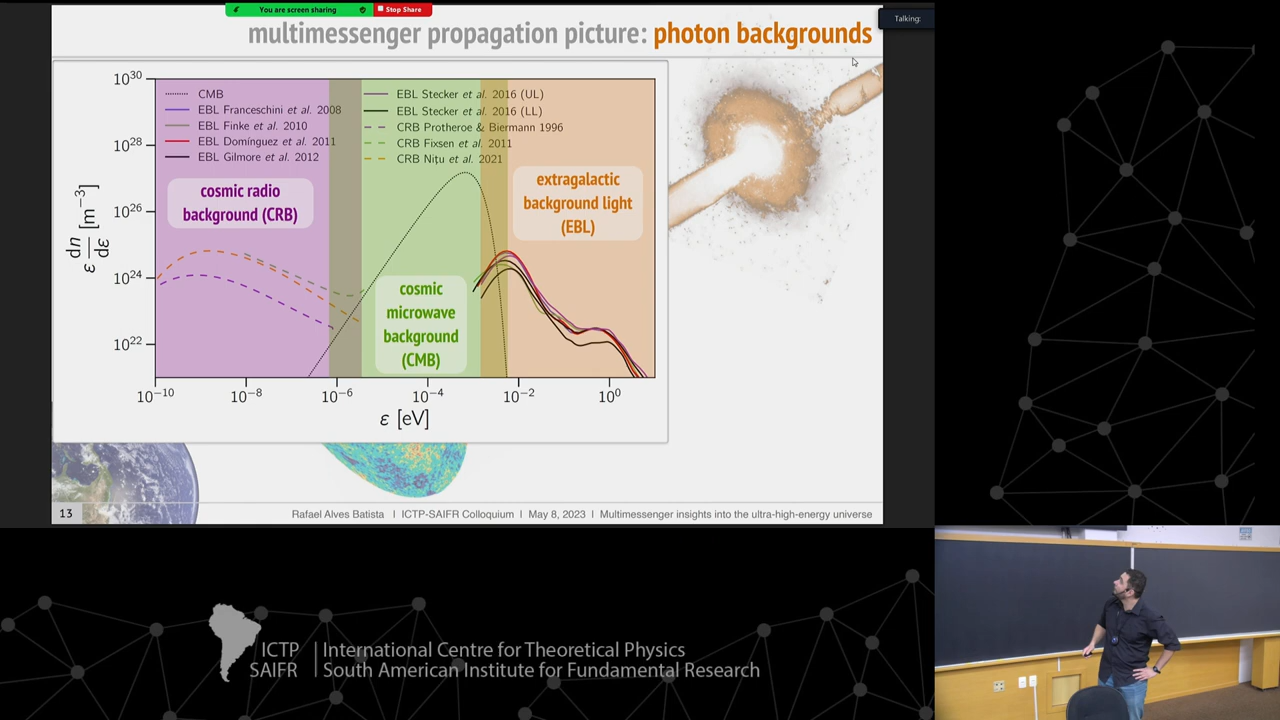 You are screen sharing
Stop Share
Talking:
multimessenger propagation picture: photon backgrounds
10^30
10^28
10^26
10^24
10^22
ε dn/dε [m^−3]
CMB
EBL Franceschini et al. 2008
EBL Finke et al. 2010
EBL Domínguez et al. 2011
EBL Gilmore et al. 2012
EBL Stecker et al. 2016 (UL)
EBL Stecker et al. 2016 (LL)
CRB Protheroe & Biermann 1996
CRB Fixsen et al. 2011
CRB Niţu et al. 2021
cosmic radio
background (CRB)
extragalactic
background light
(EBL)
cosmic
microwave
background
(CMB)
10^−10
10^−8
10^−6
10^−4
10^−2
10^0
ε [eV]
13
Rafael Alves Batista | ICTP-SAIFR Colloquium | May 8, 2023 | Multimessenger insights into the ultra-high-energy universe
ICTP
SAIFR
International Centre for Theoretical Physics
South American Institute for Fundamental Research